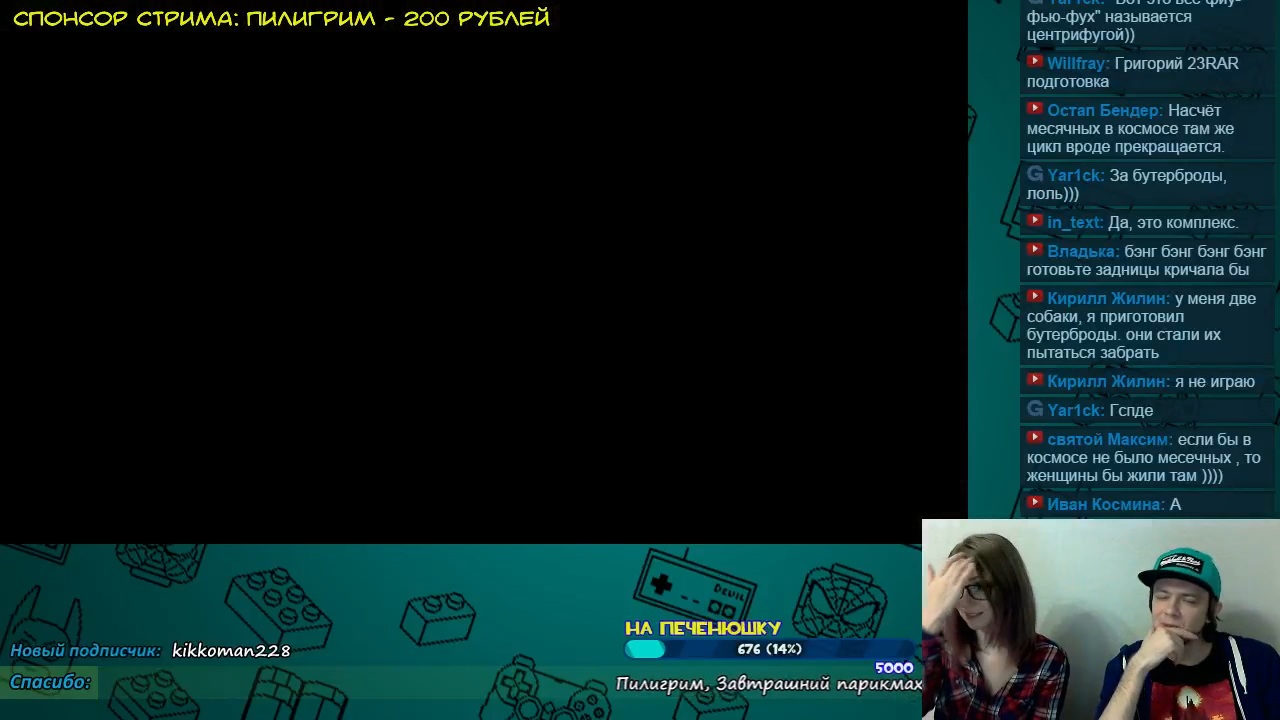 СПОНСОР СТРИМА: ПИЛИГРИМ - 200 РУБЛЕЙ
фью-фух" называется
центрифугой))
Willfray: Григорий 23RAR
подготовка
Остап Бендер: Насчёт
месячных в космосе там же
цикл вроде прекращается.
Yar1ck: За бутерброды,
лоль)))
in_text: Да, это комплекс.
Владька: бэнг бэнг бэнг бэнг
готовьте задницы кричала бы
Кирилл Жилин: у меня две
собаки, я приготовил
бутерброды. они стали их
пытаться забрать
Кирилл Жилин: я не играю
Yar1ck: Гспде
святой Максим: если бы в
космосе не было месечных , то
женщины бы жили там ))))
Иван Космина: А
DEVIL
НА ПЕЧЕНЮШКУ
676 (14%)
5000
Новый подписчик: kikkoman228
Спасибо:
Пилигрим, Завтрашний парикмах